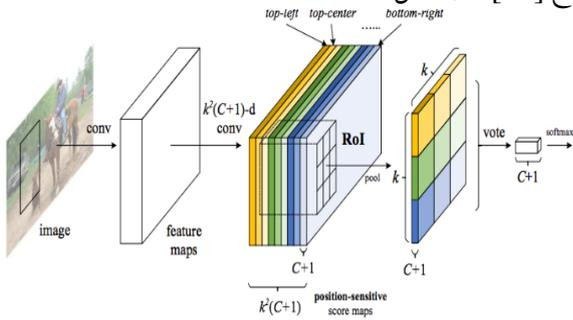 top-left top-center ...... bottom-right
k
k²(C+1)-d
conv
conv
RoI
vote
softmax
pool
k
C+1
image
feature
maps
C+1
C+1
k²(C+1)
position-sensitive
score maps